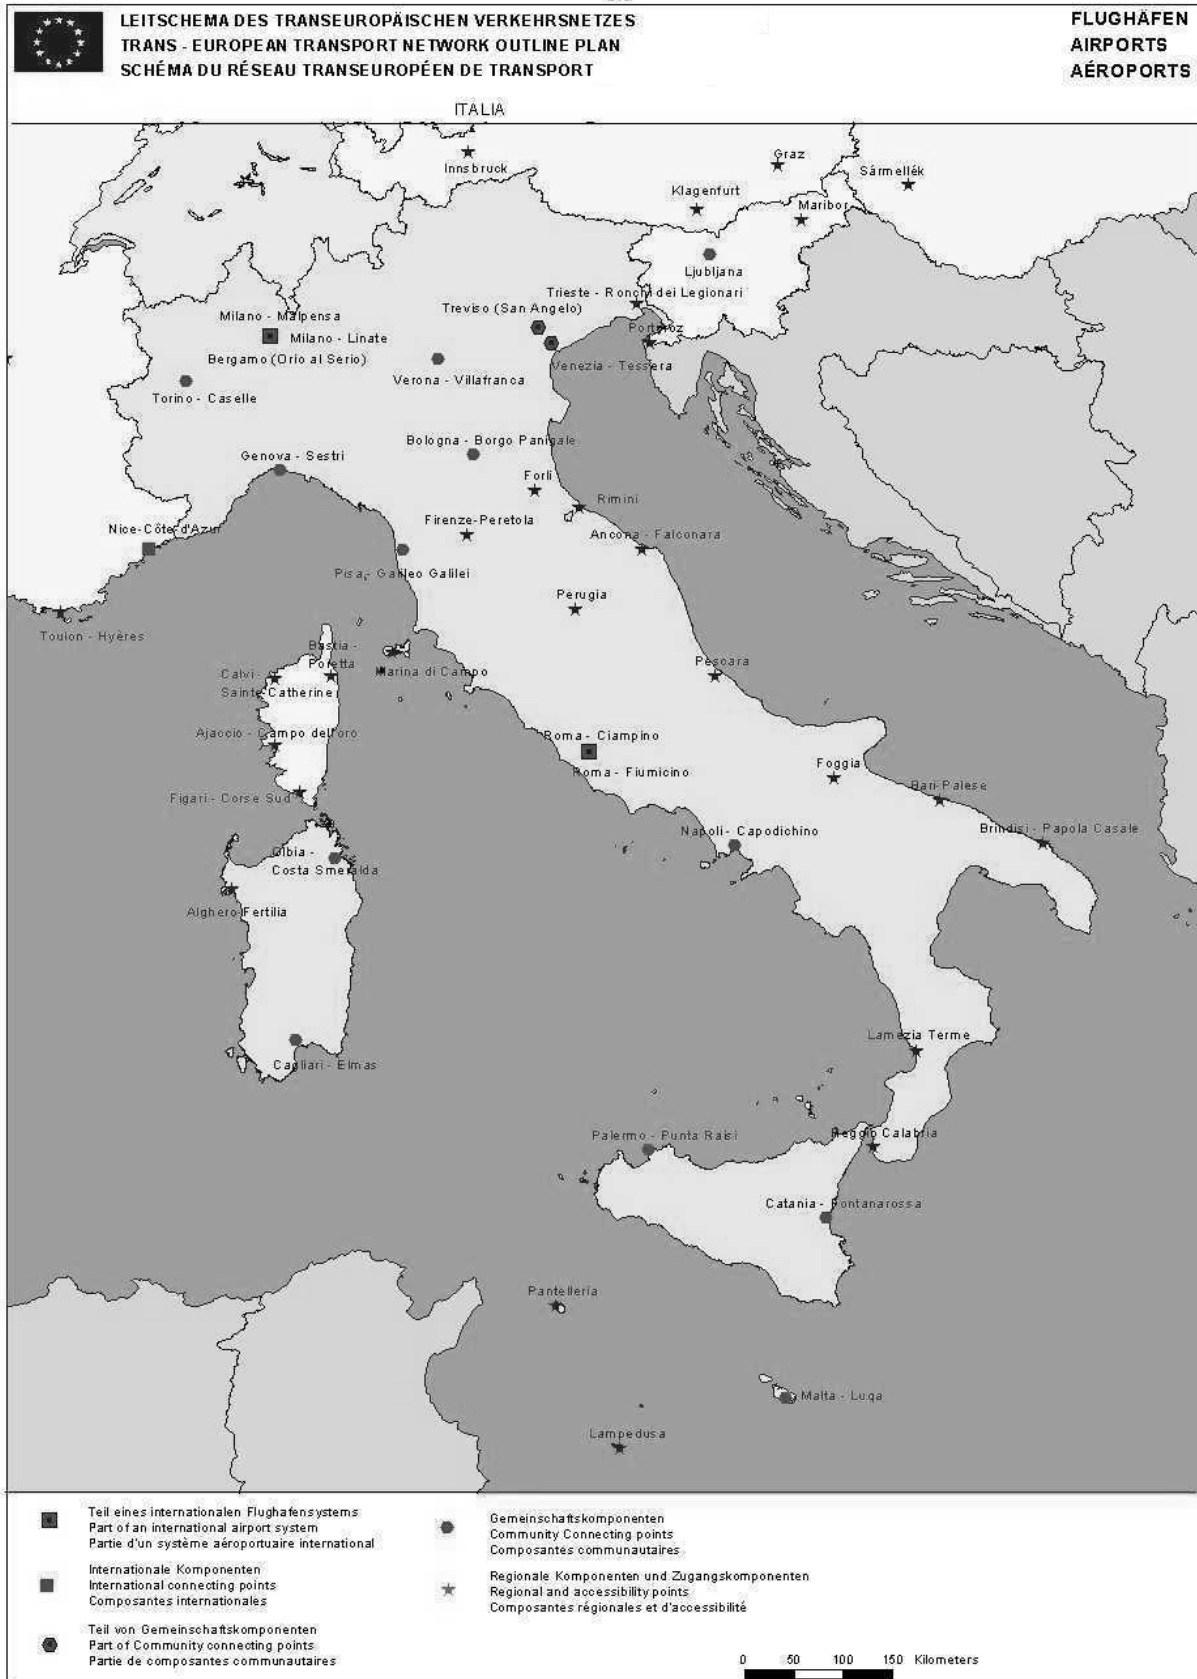 LEITSCHEMA DES TRANSEUROPÄISCHEN VERKEHRSNETZES
TRANS - EUROPEAN TRANSPORT NETWORK OUTLINE PLAN
SCHÉMA DU RÉSEAU TRANSEUROPÉEN DE TRANSPORT
FLUGHÄFEN
AIRPORTS
AÉROPORTS
ITALIA
Innsbruck
Graz
Sármellék
Klagenfurt
Maribor
Ljubljana
Trieste - Ronchi dei Legionari
Treviso (San Angelo)
Milano - Malpensa
Milano - Linate
Portoroz
Bergamo (Orio al Serio)
Venezia - Tessera
Verona - Villafranca
Torino - Caselle
Bologna - Borgo Panigale
Genova - Sestri
Forli
Rimini
Firenze-Peretola
Nice-Côte-d'Azur
Ancona - Falconara
Pisa - Galileo Galilei
Perugia
Toulon - Hyères
Bastia -
Poretta
Marina di Campo
Pescara
Calvi -
Sainte Catherine
Ajaccio - Campo dell'oro
Roma - Ciampino
Roma - Fiumicino
Foggia
Bari-Palese
Figari - Corse Sud
Napoli - Capodichino
Brindisi - Papola Casale
Olbia -
Costa Smeralda
Alghero-Fertilia
Lamezia Terme
Cagliari - Elmas
Reggio Calabria
Palermo - Punta Raisi
Catania - Fontanarossa
Pantelleria
Malta - Luqa
Lampedusa
Teil eines internationalen Flughafensystems
Part of an international airport system
Partie d'un système aéroportuaire international
Internationale Komponenten
International connecting points
Composantes internationales
Teil von Gemeinschaftskomponenten
Part of Community connecting points
Partie de composantes communautaires
Gemeinschaftskomponenten
Community Connecting points
Composantes communautaires
Regionale Komponenten und Zugangskomponenten
Regional and accessibility points
Composantes régionales et d'accessibilité
0 50 100 150 Kilometers